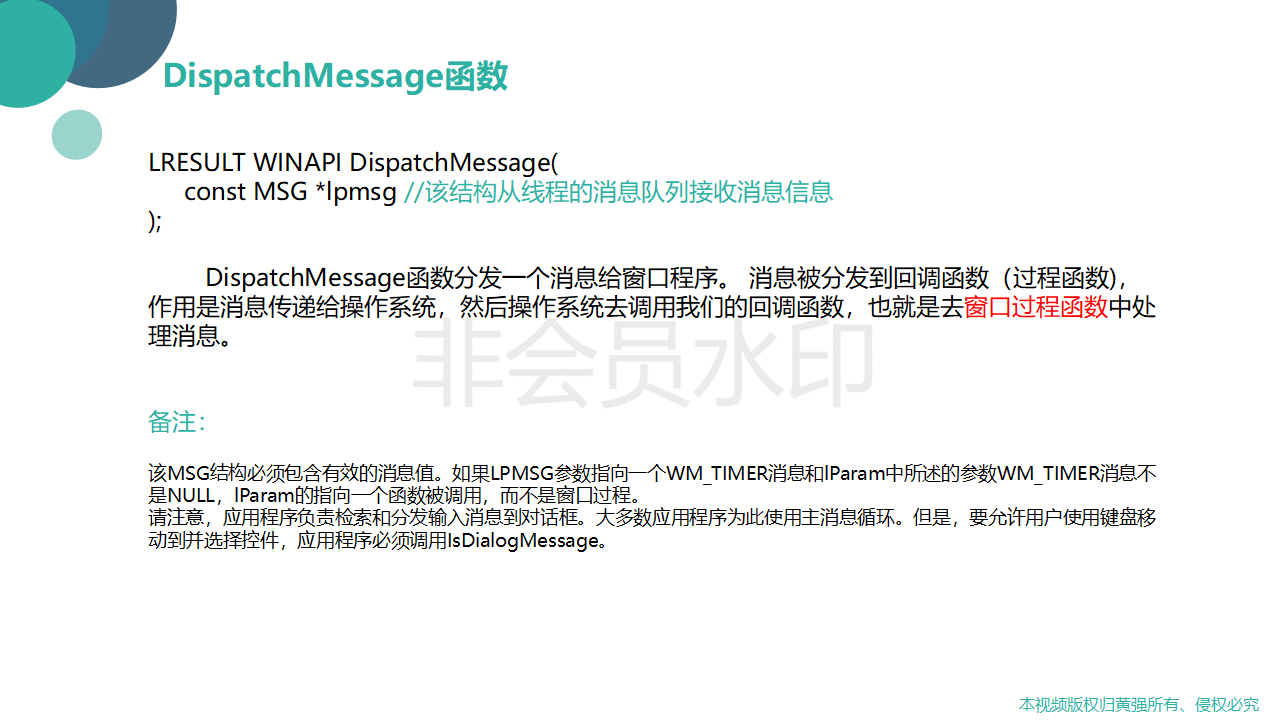 DispatchMessage函数
LRESULT WINAPI DispatchMessage(
const MSG *lpmsg //该结构从线程的消息队列接收消息信息
);
DispatchMessage函数分发一个消息给窗口程序。 消息被分发到回调函数（过程函数)，
作用是消息传递给操作系统，然后操作系统去调用我们的回调函数，也就是去窗口过程函数中处
理消息。
非会员水印
备注：
该MSG结构必须包含有效的消息值。如果LPMSG参数指向一个WM_TIMER消息和lParam中所述的参数WM_TIMER消息不
是NULL，lParam的指向一个函数被调用，而不是窗口过程。
请注意，应用程序负责检索和分发输入消息到对话框。大多数应用程序为此使用主消息循环。但是，要允许用户使用键盘移
动到并选择控件，应用程序必须调用IsDialogMessage。
本视频版权归黄强所有、侵权必究